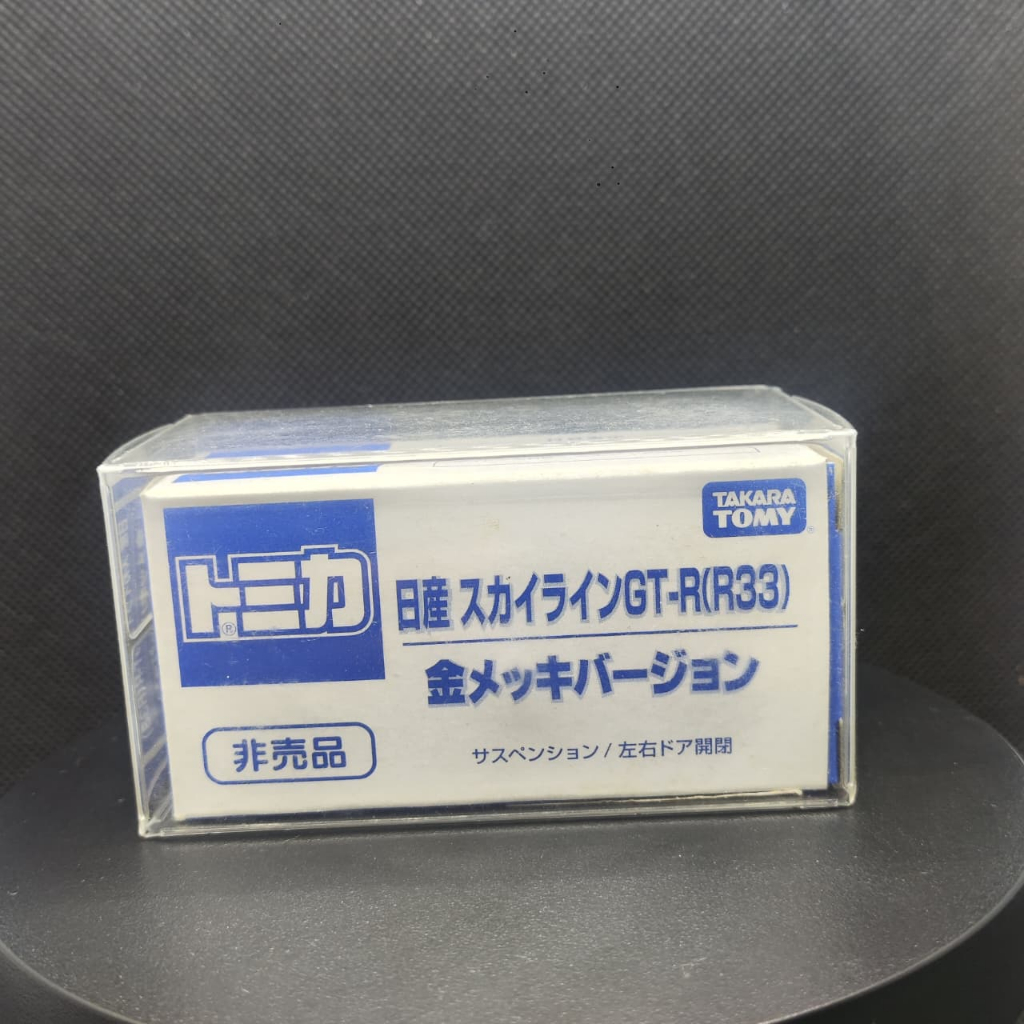 TAKARA
TOMY
トミカ
®
日産 スカイラインGT-R(R33)
金メッキバージョン
非売品
サスペンション / 左右ドア開閉